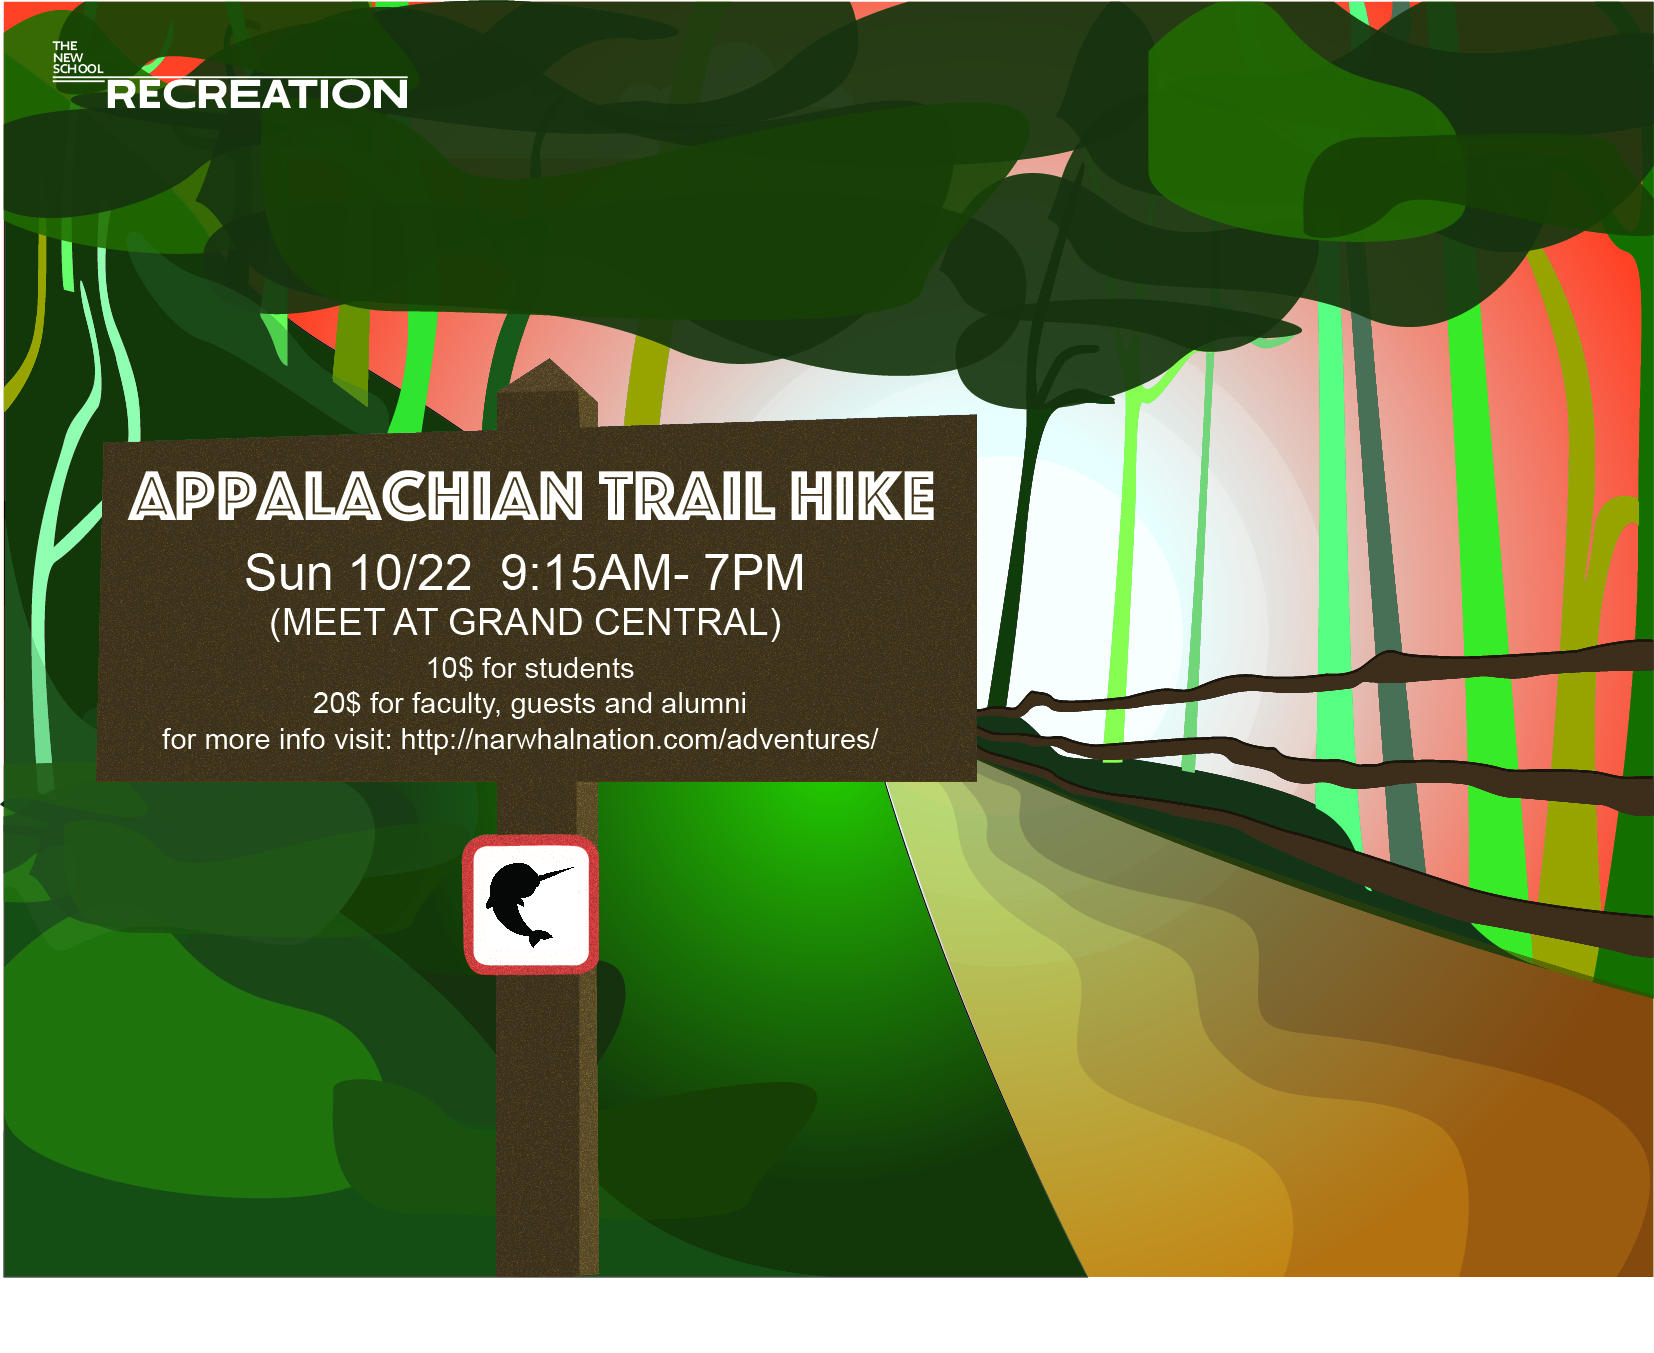 THE
NEW
SCHOOL
RECREATION
APPALACHIAN TRAIL HIKE
Sun 10/22  9:15AM- 7PM
(MEET AT GRAND CENTRAL)
10$ for students
20$ for faculty, guests and alumni
for more info visit: http://narwhalnation.com/adventures/